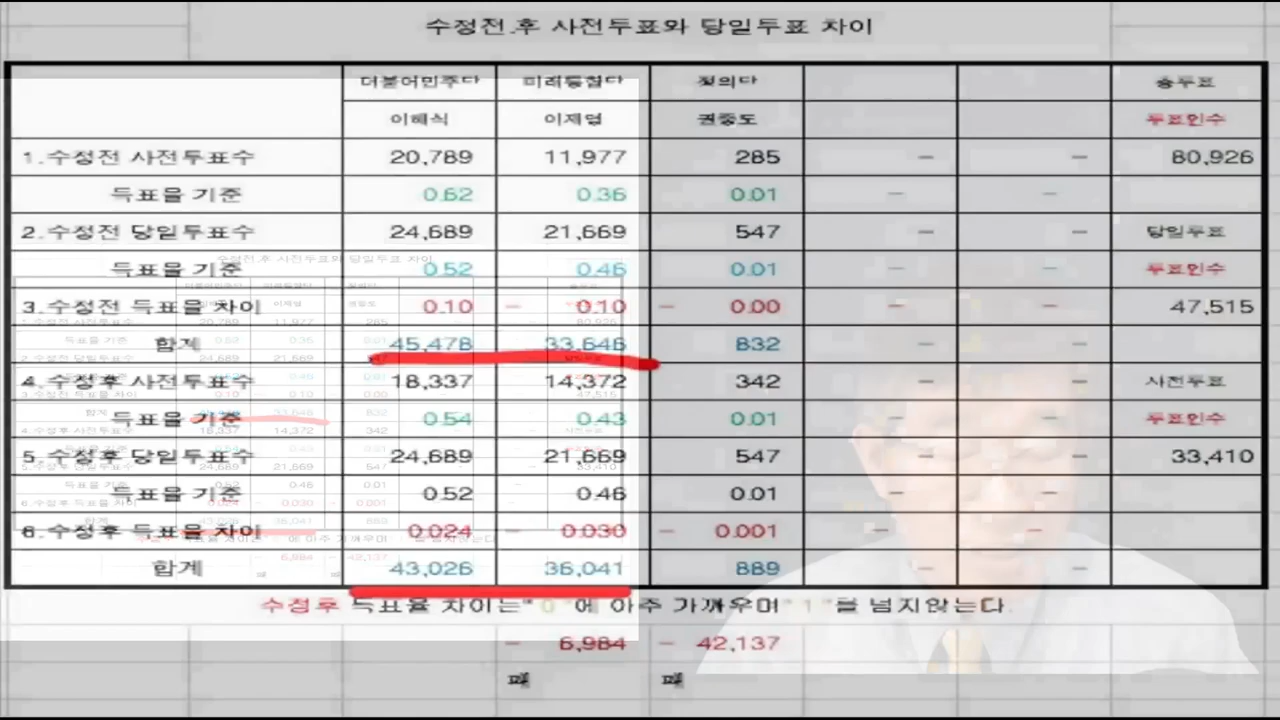 수정전.후 사전투표와 당일투표 차이
더불어민주다 미래통합다 정의다 총투표
이해식 이제영 권중도 투표인수
1.수정전 사전투표수 20,789 11,977 285 - - 80,926
득표율 기준 0.62 0.36 0.01 - -
2.수정전 당일투표수 24,689 21,669 547 - - 당일투표
득표율 기준 0.52 0.46 0.01 - - 투표인수
3.수정전 득표율 차이 0.10 - 0.10 - 0.00 - - 47,515
합계 45,478 33,646 832 - -
4.수정후 사전투표수 18,337 14,372 342 - - 사전투표
득표율 기준 0.54 0.43 0.01 - - 투표인수
5.수정후 당일투표수 24,689 21,669 547 - - 33,410
득표율 기준 0.52 0.46 0.01 - -
6.수정후 득표율 차이 0.024 - 0.030 - 0.001 - -
합계 43,026 36,041 889 - -
수정후 득표율 차이는"0"에 아주 가까우며"1"를 넘지않는다.
- 6,984 - 42,137
패 패